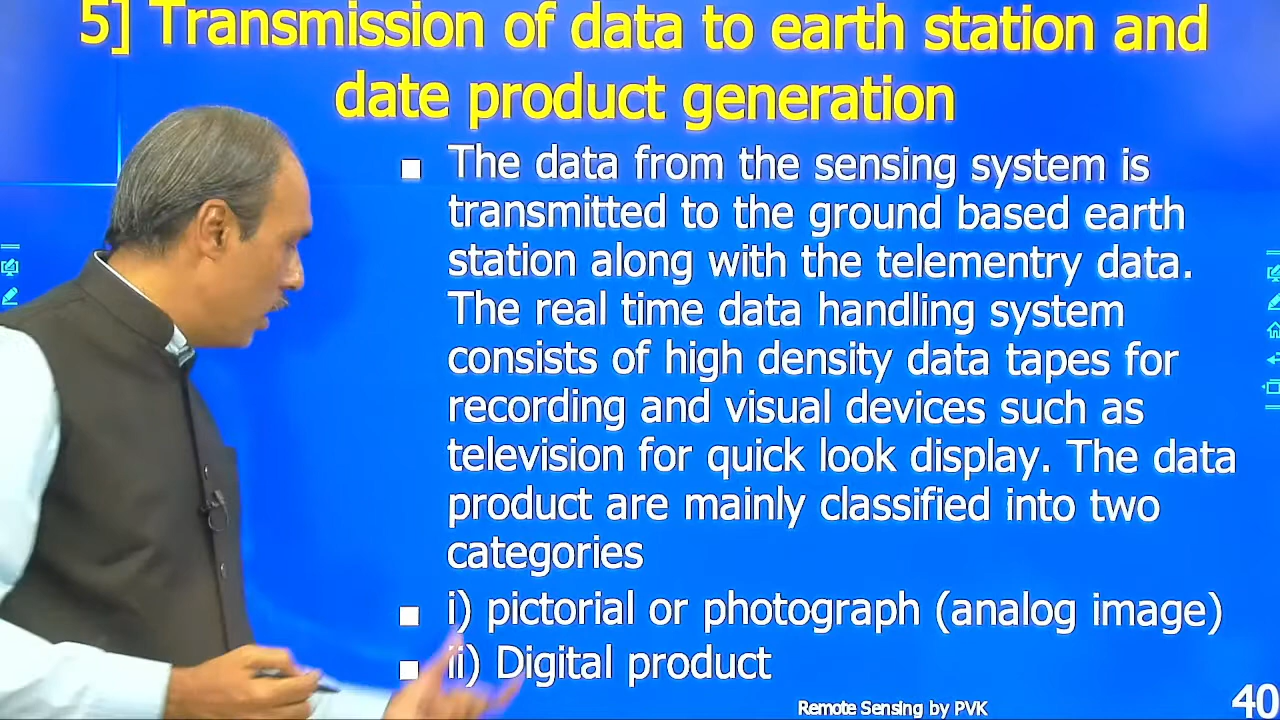 5] Transmission of data to earth station and
date product generation
The data from the sensing system is
transmitted to the ground based earth
station along with the telementry data.
The real time data handling system
consists of high density data tapes for
recording and visual devices such as
television for quick look display. The data
product are mainly classified into two
categories
i) pictorial or photograph (analog image)
ii) Digital product
Remote Sensing by PVK
40